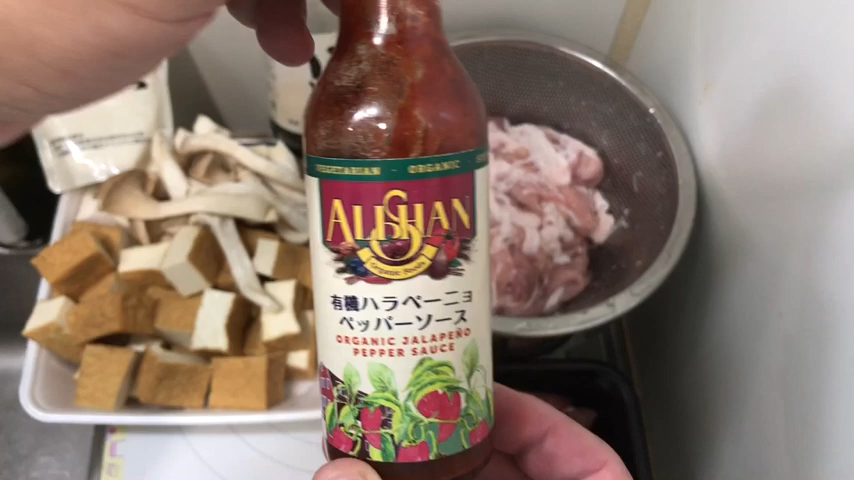 VEGETARIAN - ORGANIC
ALISHAN
Organic Foods
有機ハラペーニョ
ペッパーソース
ORGANIC JALAPEÑO
PEPPER SAUCE